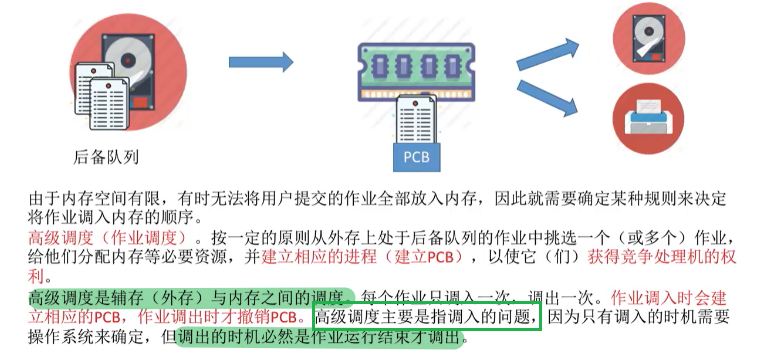 后备队列
PCB
由于内存空间有限，有时无法将用户提交的作业全部放入内存，因此就需要确定某种规则来决定
将作业调入内存的顺序。
高级调度（作业调度）。按一定的原则从外存上处于后备队列的作业中挑选一个（或多个）作业，
给他们分配内存等必要资源，并建立相应的进程（建立PCB），以使它（们）获得竞争处理机的权
利。
高级调度是辅存（外存）与内存之间的调度。每个作业只调入一次，调出一次。作业调入时会建
立相应的PCB，作业调出时才撤销PCB。高级调度主要是指调入的问题，因为只有调入的时机需要
操作系统来确定，但调出的时机必然是作业运行结束才调出。